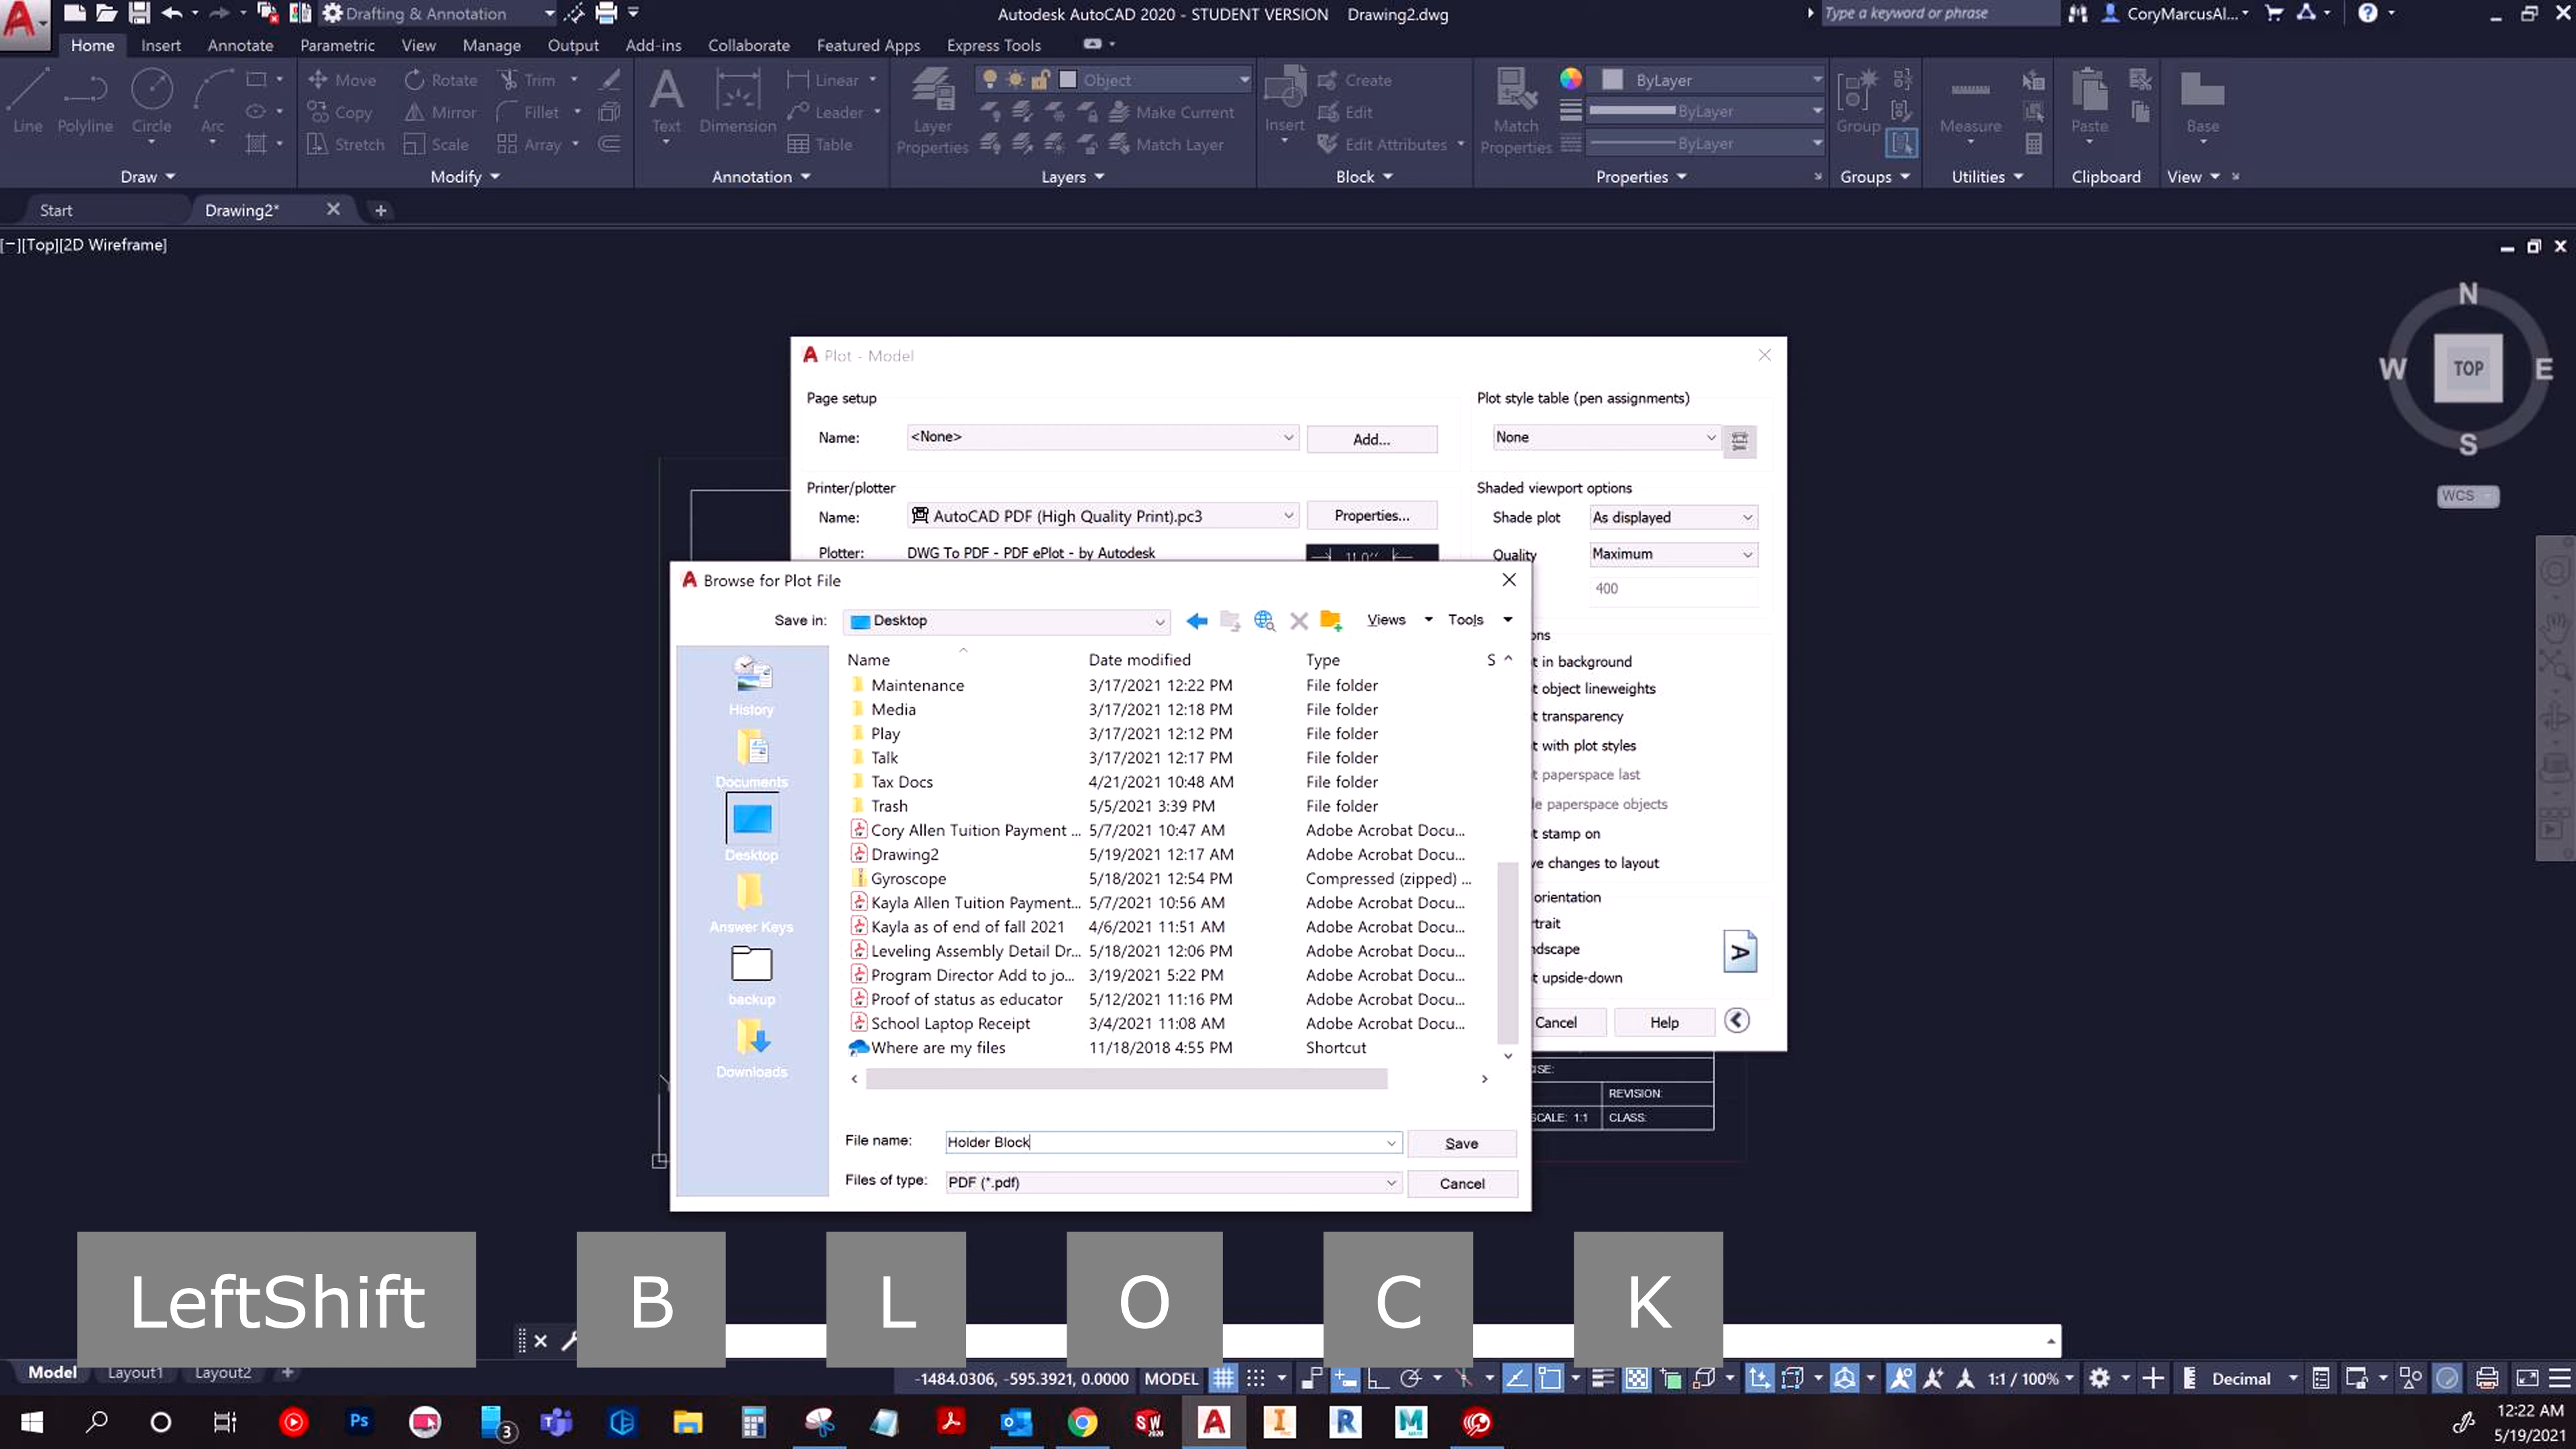 Drafting & Annotation
Autodesk AutoCAD 2020 - STUDENT VERSION Drawing2.dwg
Type a keyword or phrase
CoryMarcusAl...
Home Insert Annotate Parametric View Manage Output Add-ins Collaborate Featured Apps Express Tools
Line Polyline Circle Arc
Move Rotate Trim
Copy Mirror Fillet
Stretch Scale Array
Text Dimension
Linear
Leader
Table
Layer Properties
Object
Make Current
Match Layer
Insert
Create
Edit
Edit Attributes
Match Properties
ByLayer
ByLayer
ByLayer
Group
Measure
Paste
Base
Draw Modify Annotation Layers Block Properties Groups Utilities Clipboard View
Start Drawing2*
[−][Top][2D Wireframe]
N
W TOP E
S
WCS
Plot - Model
Page setup
Name: <None> Add...
Plot style table (pen assignments)
None
Printer/plotter
Name: AutoCAD PDF (High Quality Print).pc3 Properties...
Plotter: DWG To PDF - PDF ePlot - by Autodesk
11.0''
Shaded viewport options
Shade plot As displayed
Quality Maximum
400
ons
t in background
t object lineweights
t transparency
t with plot styles
t paperspace last
le paperspace objects
t stamp on
ve changes to layout
orientation
trait
ndscape
t upside-down
A
Cancel Help
Browse for Plot File
Save in: Desktop Views Tools
History
Documents
Desktop
Answer Keys
backup
Downloads
Name Date modified Type S
Maintenance 3/17/2021 12:22 PM File folder
Media 3/17/2021 12:18 PM File folder
Play 3/17/2021 12:12 PM File folder
Talk 3/17/2021 12:17 PM File folder
Tax Docs 4/21/2021 10:48 AM File folder
Trash 5/5/2021 3:39 PM File folder
Cory Allen Tuition Payment ... 5/7/2021 10:47 AM Adobe Acrobat Docu...
Drawing2 5/19/2021 12:17 AM Adobe Acrobat Docu...
Gyroscope 5/18/2021 12:54 PM Compressed (zipped) ...
Kayla Allen Tuition Payment... 5/7/2021 10:56 AM Adobe Acrobat Docu...
Kayla as of end of fall 2021 4/6/2021 11:51 AM Adobe Acrobat Docu...
Leveling Assembly Detail Dr... 5/18/2021 12:06 PM Adobe Acrobat Docu...
Program Director Add to jo... 3/19/2021 5:22 PM Adobe Acrobat Docu...
Proof of status as educator 5/12/2021 11:16 PM Adobe Acrobat Docu...
School Laptop Receipt 3/4/2021 11:08 AM Adobe Acrobat Docu...
Where are my files 11/18/2018 4:55 PM Shortcut
File name: Holder Block Save
Files of type: PDF (*.pdf) Cancel
ISE:
REVISION:
SCALE: 1:1 CLASS:
LeftShift B L O C K
Model Layout1 Layout2
-1484.0306, -595.3921, 0.0000 MODEL
1:1 / 100%
Decimal
Ps
3
SW 2020
A
I
R
M
12:22 AM
5/19/2021